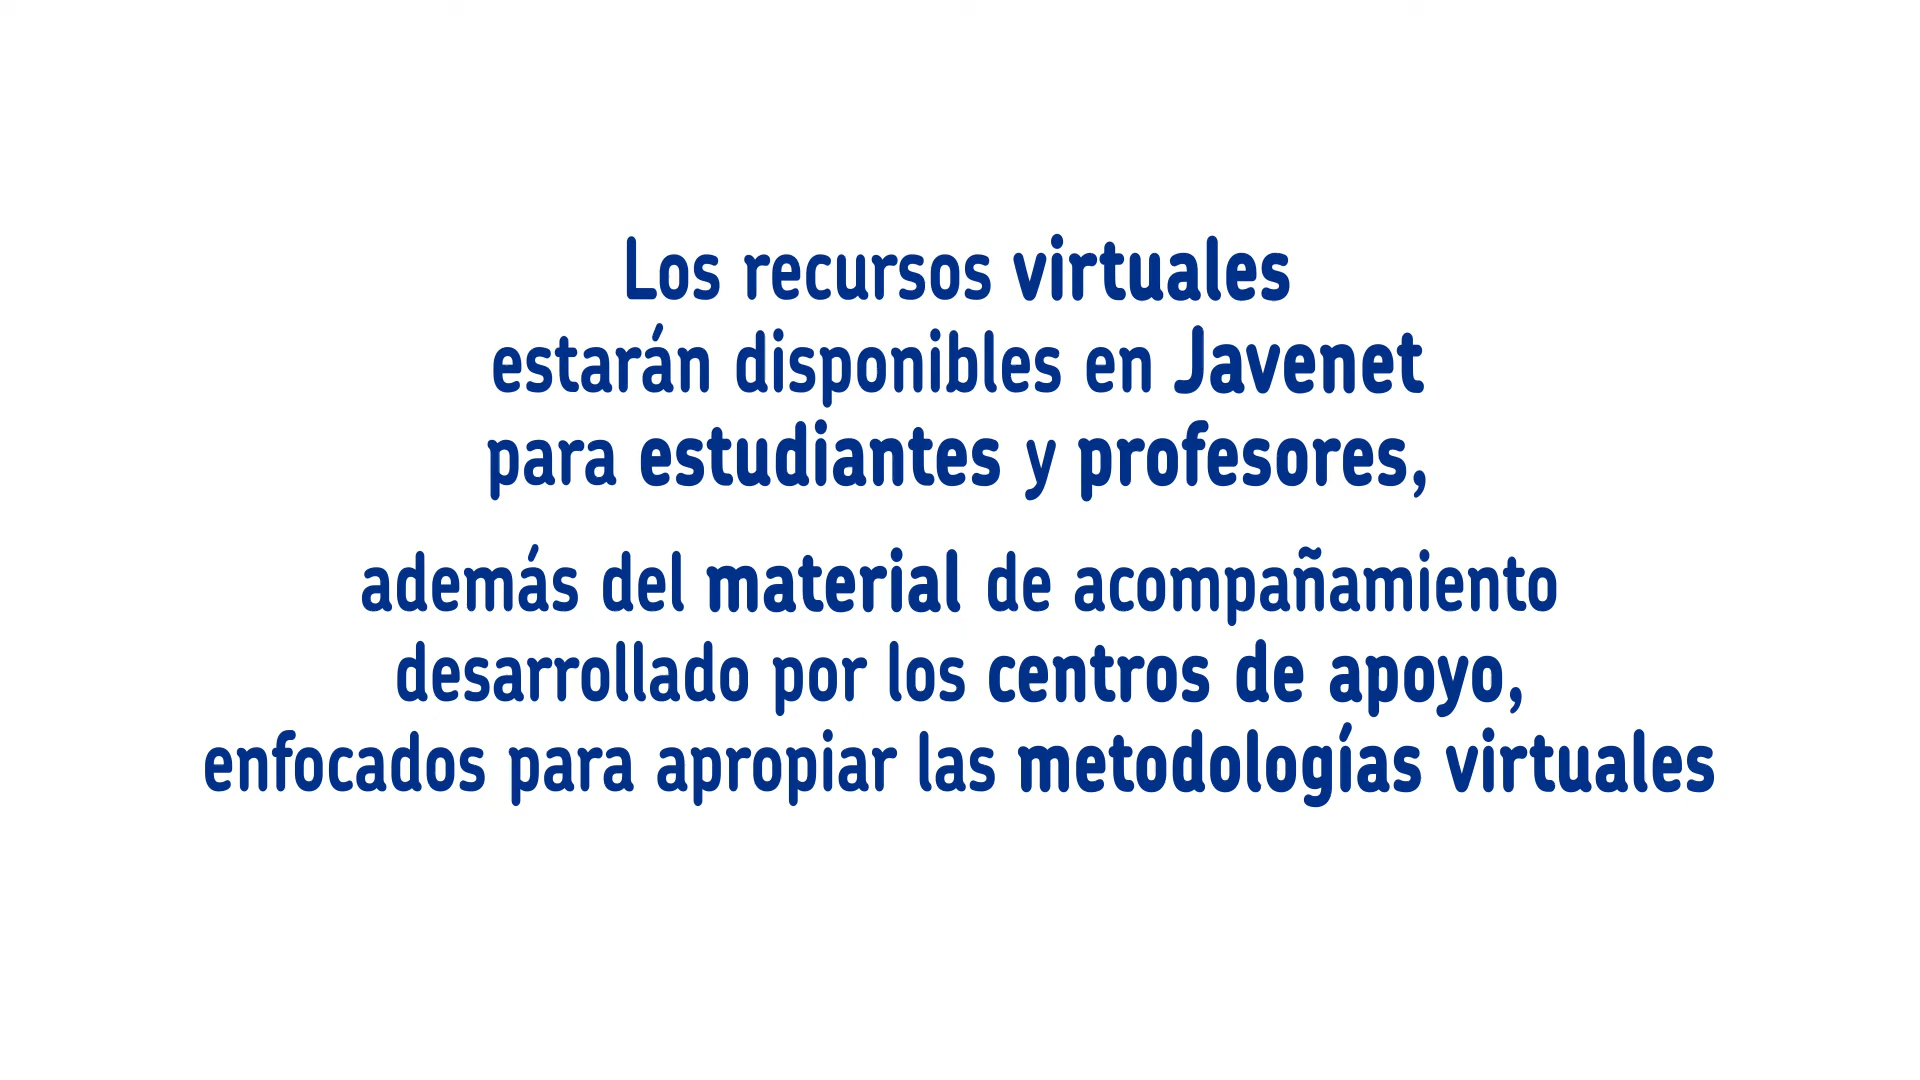 Los recursos virtuales
estarán disponibles en Javenet
para estudiantes y profesores,
además del material de acompañamiento
desarrollado por los centros de apoyo,
enfocados para apropiar las metodologías virtuales